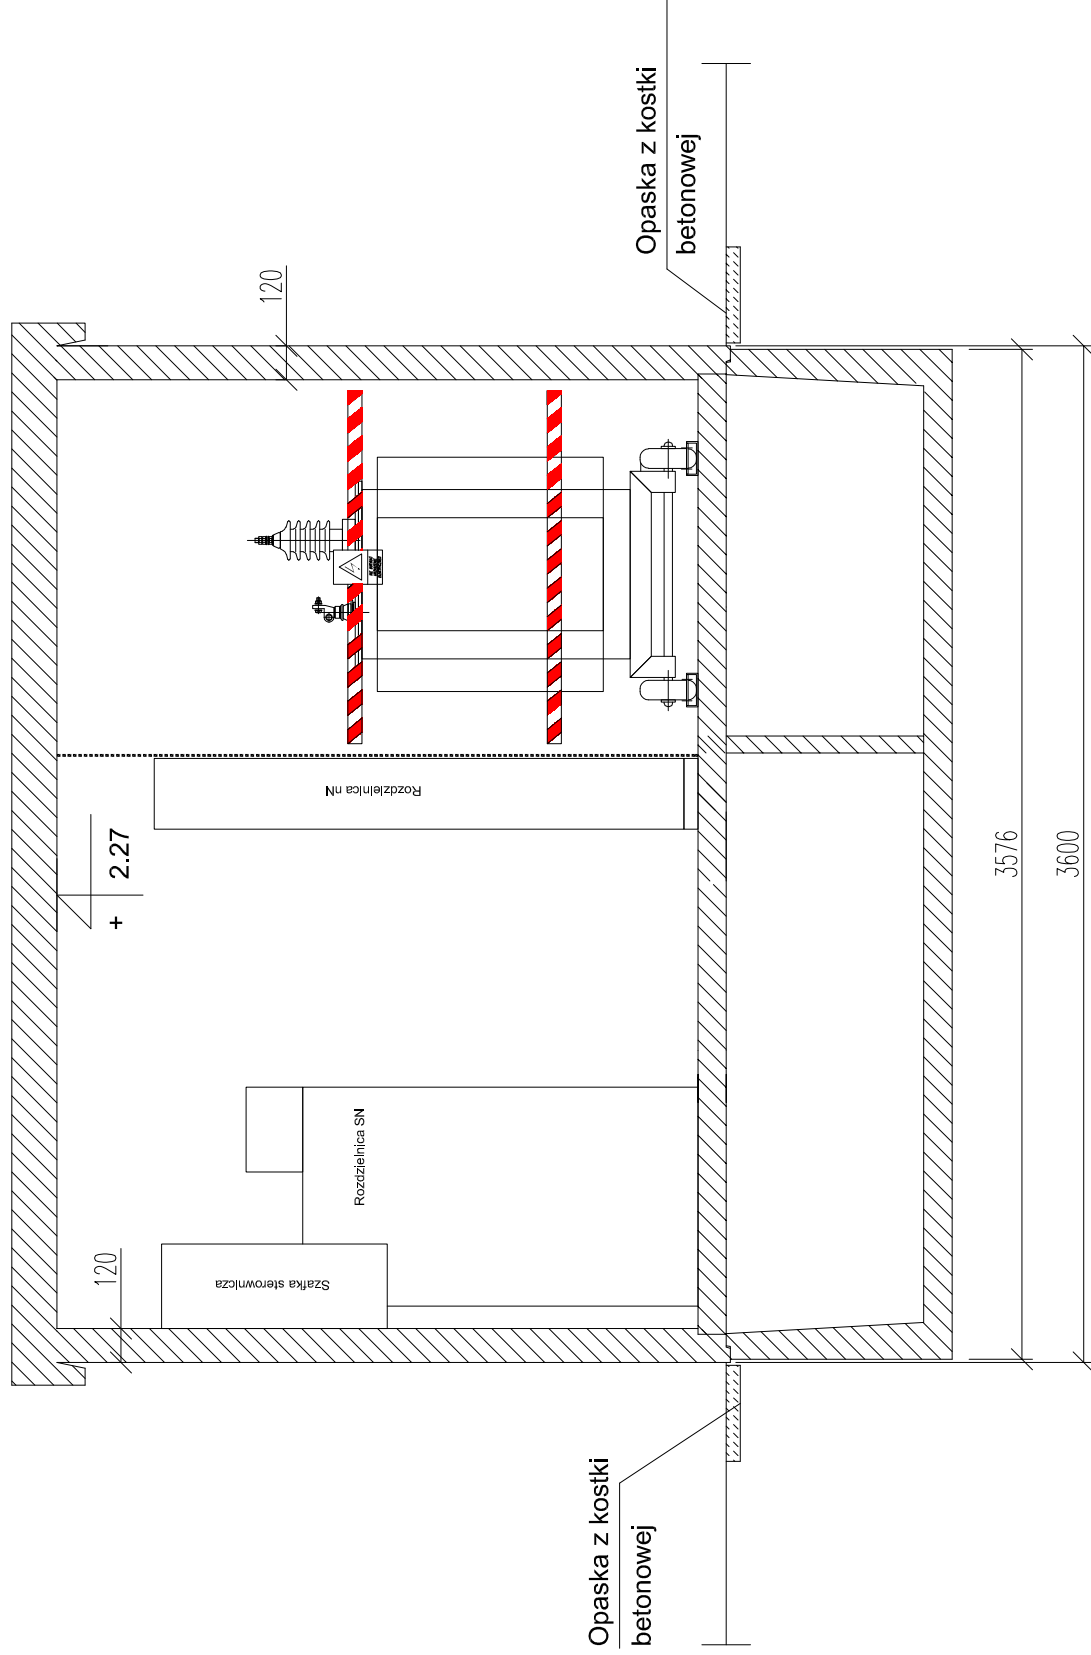 Opaska z kostki
betonowej
120
+ 2.27
Rozdzielnica nN
Rozdzielnica SN
Szafka sterownicza
120
Opaska z kostki
betonowej
3576
3600